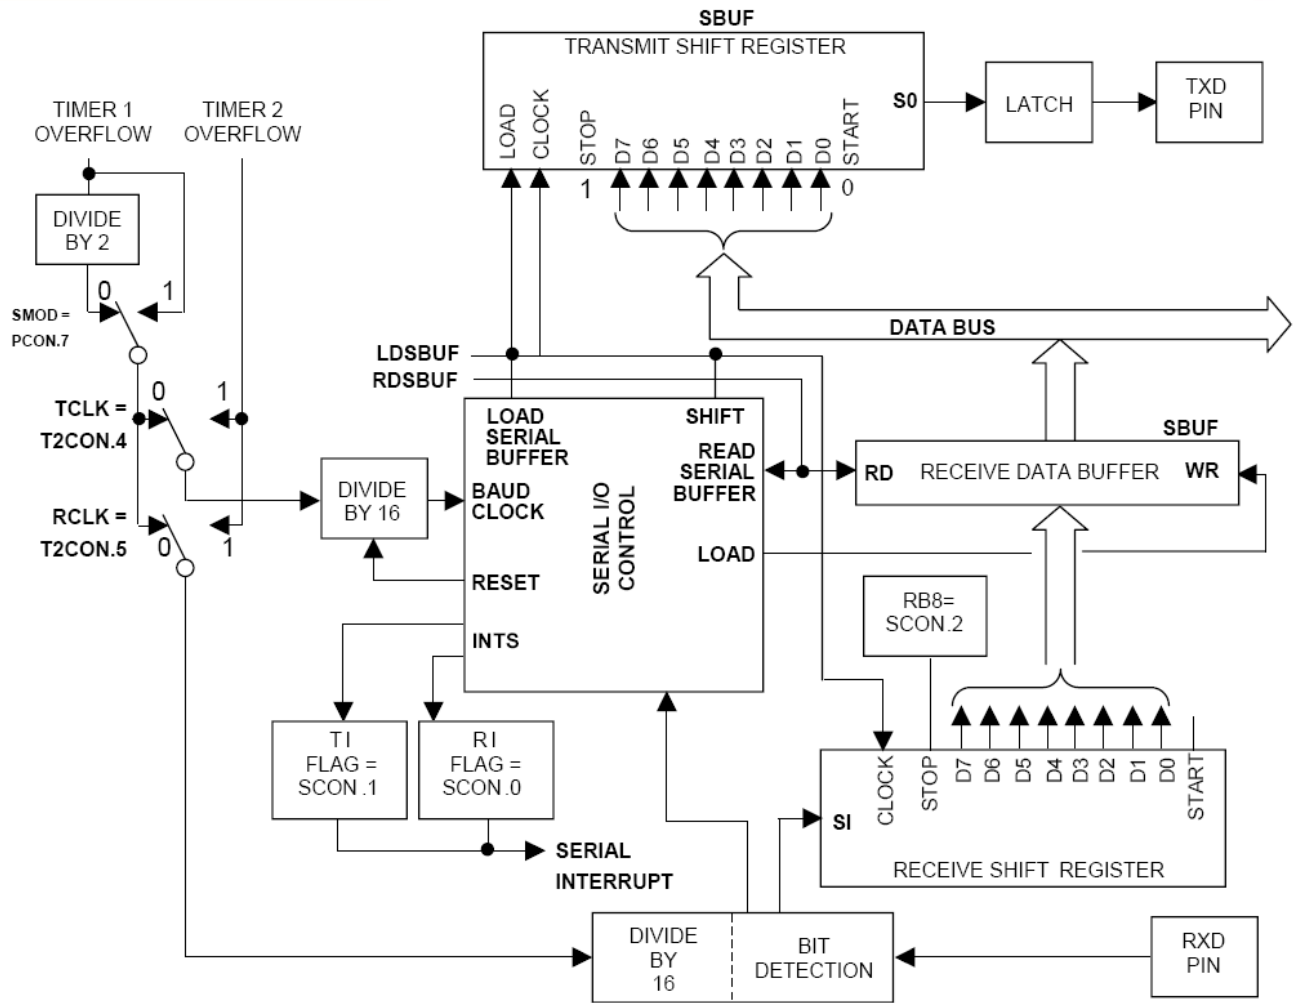 SBUF
TRANSMIT SHIFT REGISTER
LOAD
CLOCK
STOP
D7
D6
D5
D4
D3
D2
D1
D0
START
S0
1
0
LATCH
TXD
PIN
TIMER 1
OVERFLOW
TIMER 2
OVERFLOW
DIVIDE
BY 2
0
1
SMOD =
PCON.7
DATA BUS
LDSBUF
RDSBUF
0
1
TCLK =
T2CON.4
RCLK =
T2CON.5
0
1
DIVIDE
BY 16
LOAD
SERIAL
BUFFER
SHIFT
READ
SERIAL
BUFFER
BAUD
CLOCK
SERIAL I/O
CONTROL
LOAD
RESET
INTS
SBUF
RD
RECEIVE DATA BUFFER
WR
RB8=
SCON.2
TI
FLAG =
SCON.1
RI
FLAG =
SCON.0
SERIAL
INTERRUPT
CLOCK
STOP
D7
D6
D5
D4
D3
D2
D1
D0
START
SI
RECEIVE SHIFT REGISTER
DIVIDE
BY
16
BIT
DETECTION
RXD
PIN